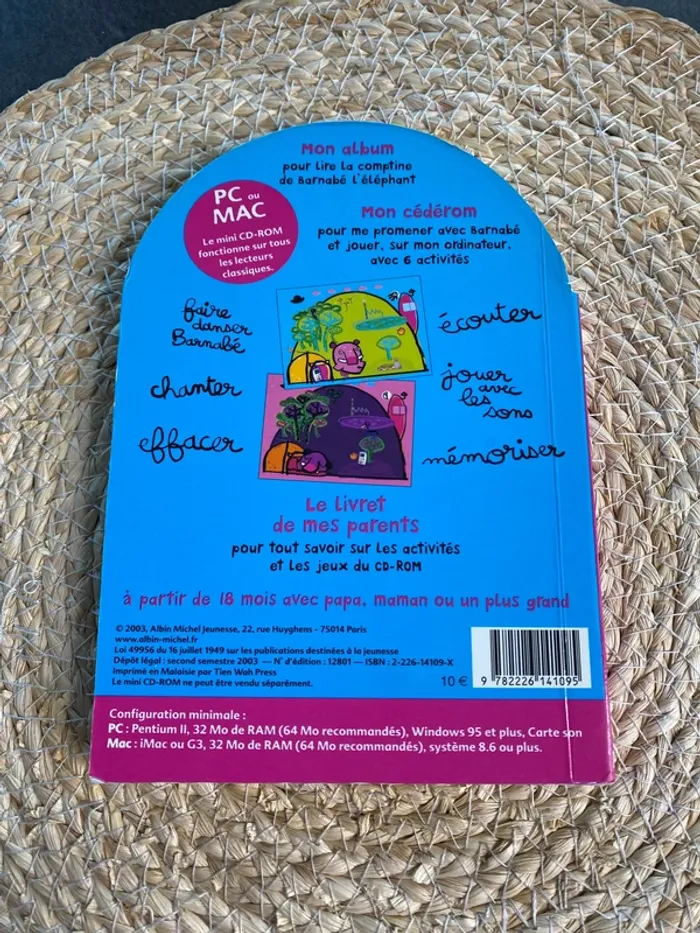 Mon album
pour lire la comptine
de Barnabé l'éléphant
PC ou
MAC
Le mini CD-ROM
fonctionne sur tous
les lecteurs
classiques.
Mon cédérom
pour me promener avec Barnabé
et jouer, sur mon ordinateur,
avec 6 activités
faire
danser
Barnabé
écouter
chanter
jouer
avec
les
sons
effacer
mémoriser
Le livret
de mes parents
pour tout savoir sur les activités
et les jeux du CD-ROM
à partir de 18 mois avec papa, maman ou un plus grand
© 2003, Albin Michel Jeunesse, 22, rue Huyghens - 75014 Paris
www.albin-michel.fr
Loi 49956 du 16 juillet 1949 sur les publications destinées à la jeunesse
Dépôt légal : second semestre 2003 — N° d'édition : 12801 — ISBN : 2-226-14109-X
Imprimé en Malaisie par Tien Wah Press
Le mini CD-ROM ne peut être vendu séparément.
10 €
9 782226 141095
Configuration minimale :
PC : Pentium II, 32 Mo de RAM (64 Mo recommandés), Windows 95 et plus, Carte son
Mac : iMac ou G3, 32 Mo de RAM (64 Mo recommandés), système 8.6 ou plus.